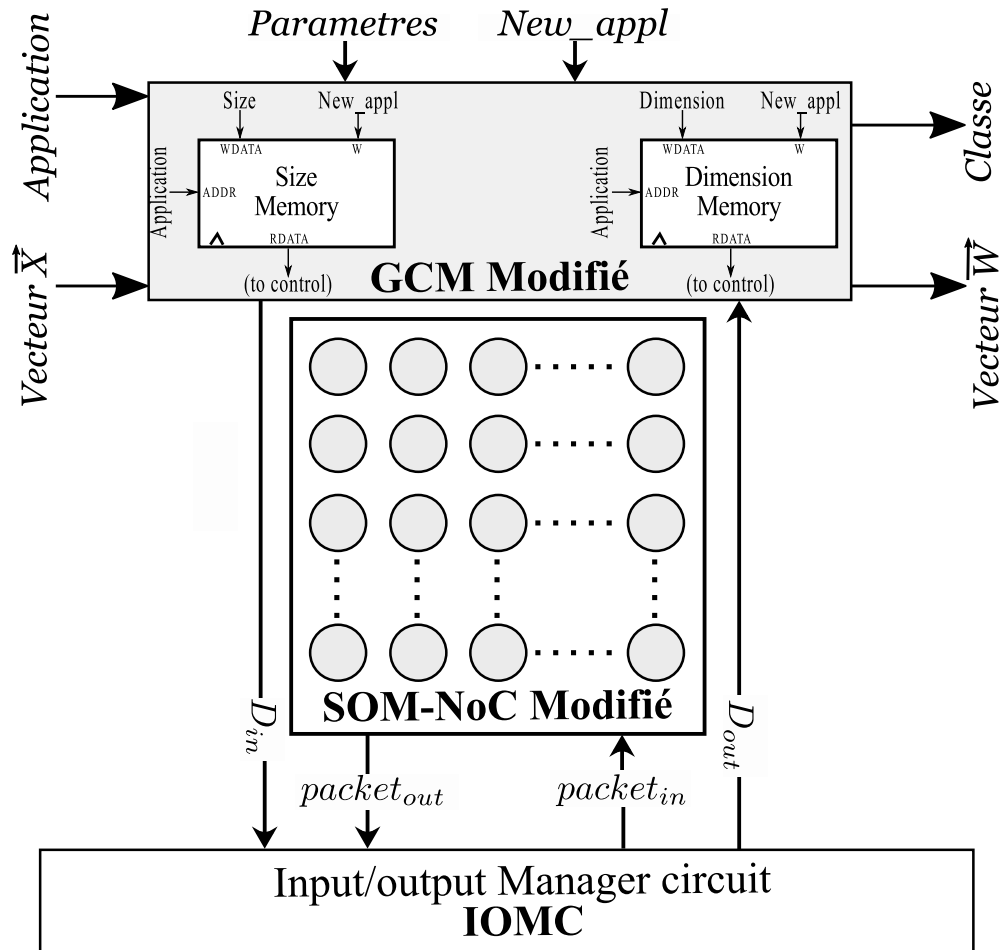 Parametres
New_appl
Application
Size
New_appl
Dimension
New_appl
Classe
WDATA
W
WDATA
W
Application
ADDR
Size
Memory
Application
ADDR
Dimension
Memory
RDATA
RDATA
Vecteur X
(to control)
GCM Modifié
(to control)
Vecteur W
SOM-NoC Modifié
D_in
D_out
packet_out
packet_in
Input/output Manager circuit
IOMC